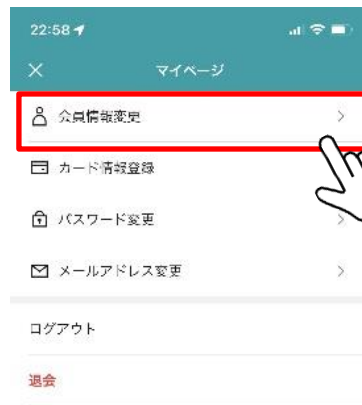 22:58
マイページ
会員情報変更
カード情報登録
パスワード変更
メールアドレス変更
ログアウト
退会